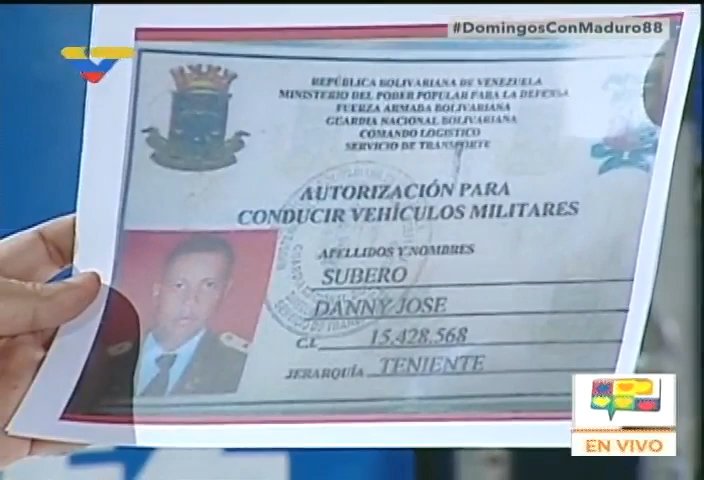 #DomingosConMaduro88
REPÚBLICA BOLIVARIANA DE VENEZUELA
MINISTERIO DEL PODER POPULAR PARA LA DEFENSA
FUERZA ARMADA BOLIVARIANA
GUARDIA NACIONAL BOLIVARIANA
COMANDO LOGISTICO
SERVICIO DE TRANSPORTE
AUTORIZACIÓN PARA
CONDUCIR VEHÍCULOS MILITARES
APELLIDOS Y NOMBRES
SUBERO
DANNY JOSE
C.I. 15,428,568
JERARQUÍA TENIENTE
EN VIVO